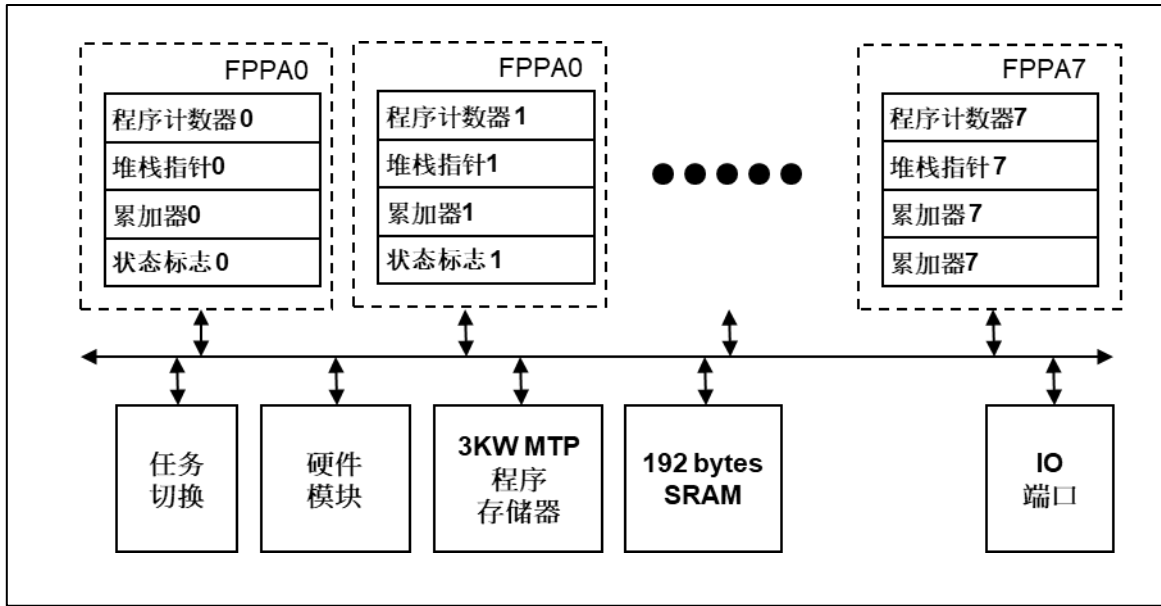 FPPA0
程序计数器0
堆栈指针0
累加器0
状态标志0
FPPA0
程序计数器1
堆栈指针1
累加器1
状态标志1
FPPA7
程序计数器7
堆栈指针7
累加器7
累加器7
任务
切换
硬件
模块
3KW MTP
程序
存储器
192 bytes
SRAM
IO
端口